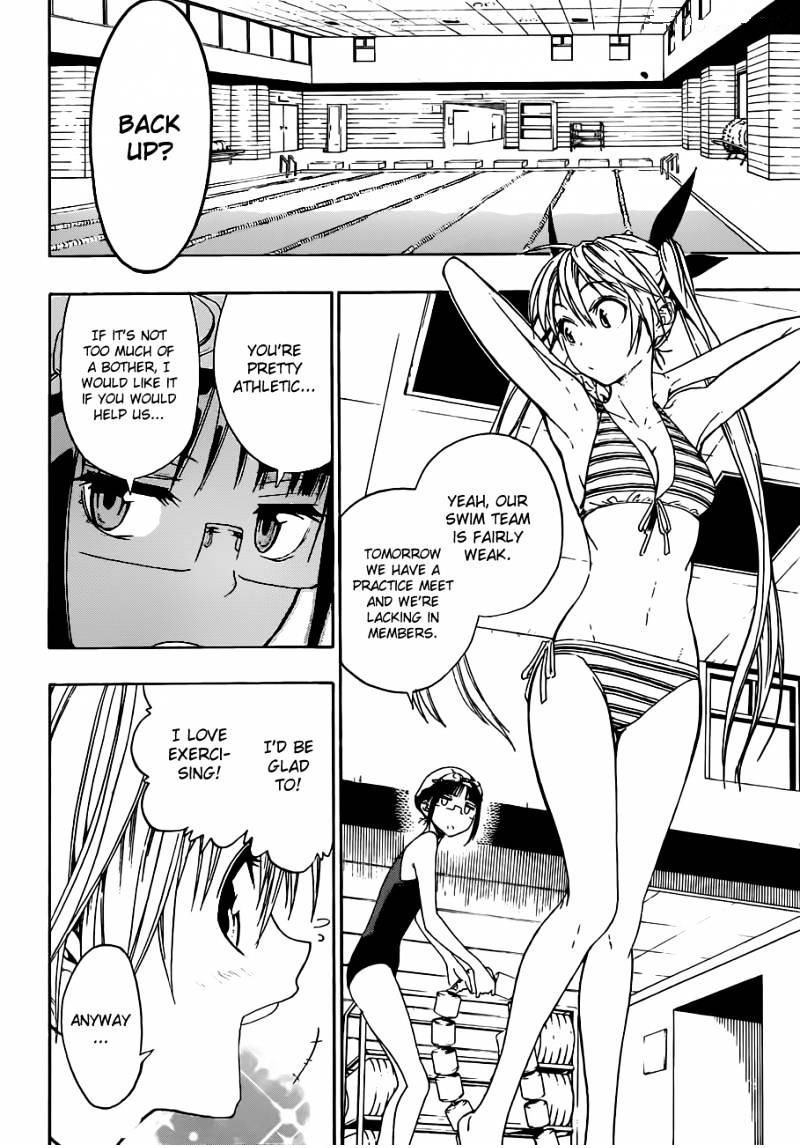 BACK
UP?
YEAH, OUR
SWIM TEAM
IS FAIRLY
WEAK.
TOMORROW
WE HAVE A
PRACTICE MEET
AND WE'RE
LACKING IN
MEMBERS.
YOU'RE
PRETTY
ATHLETIC...
IF IT'S NOT
TOO MUCH OF
A BOTHER, I
WOULD LIKE IT
IF YOU WOULD
HELP US...
I'D BE
GLAD
TO!
I LOVE
EXERCI-
SING!
ANYWAY
...